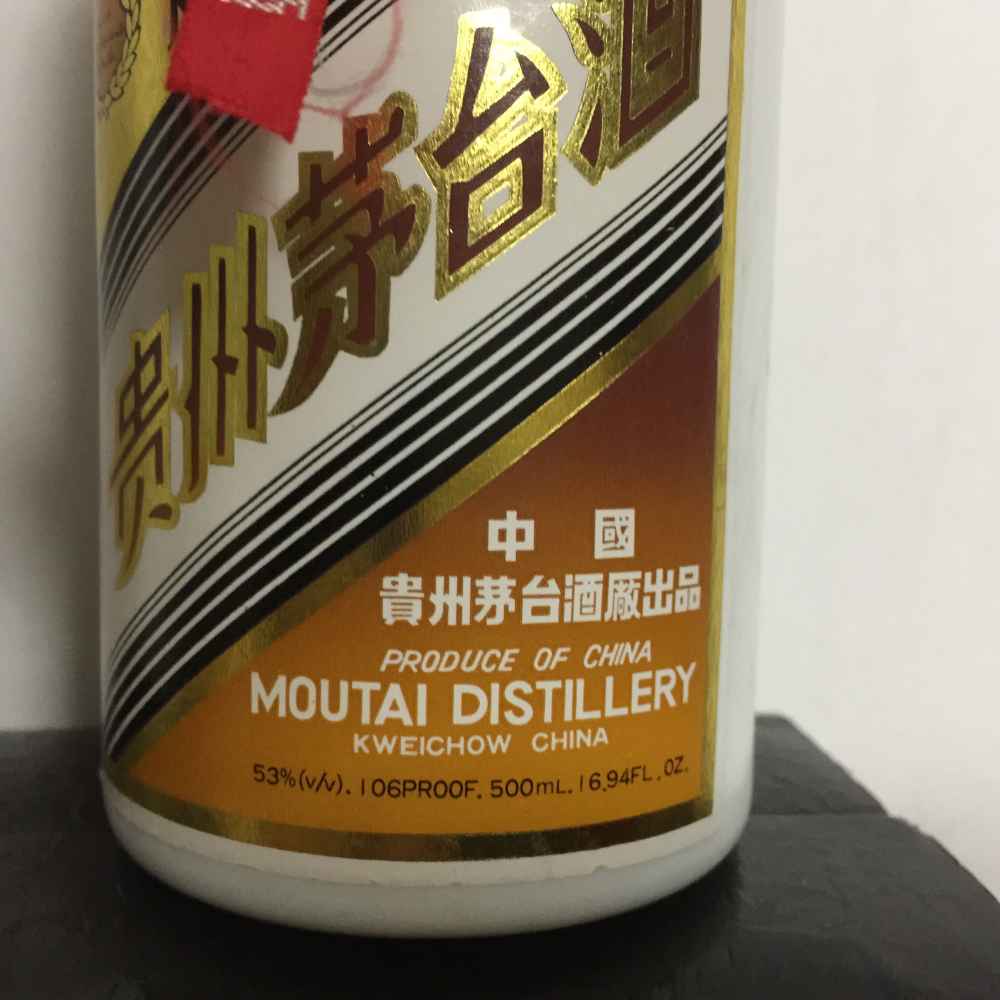 贵州茅台酒
中國
貴州茅台酒厰出品
PRODUCE OF CHINA
MOUTAI DISTILLERY
KWEICHOW CHINA
53%(v/v). 106PROOF. 500mL. 16.94FL.OZ.